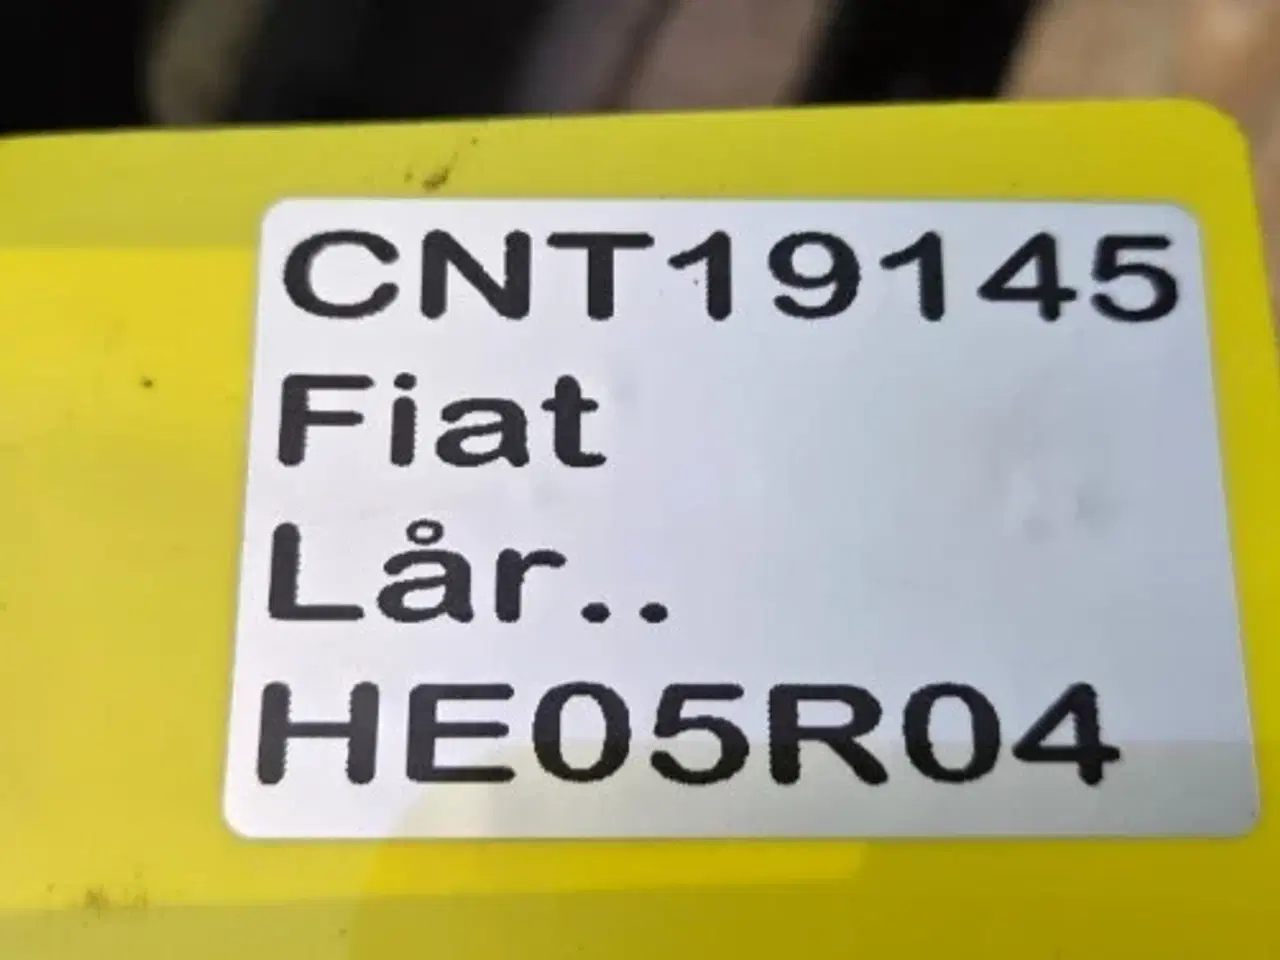 CNT19145
Fiat
Lår..
HE05R04